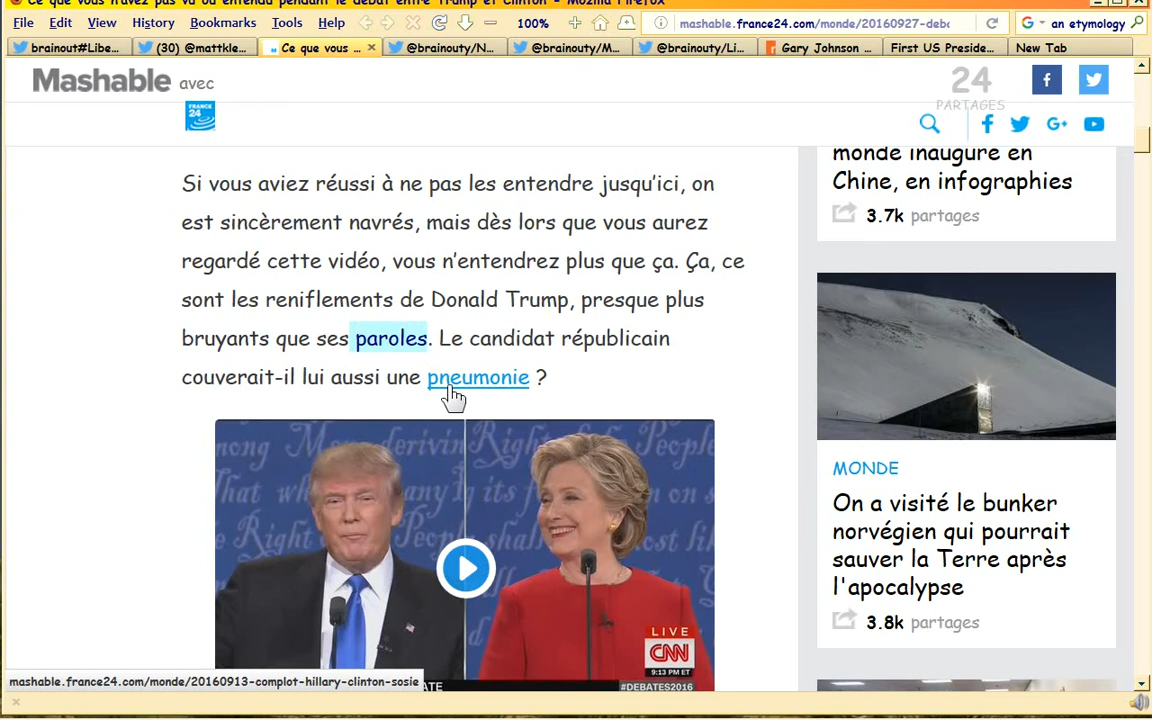 Ce que vous n'avez pas vu ou entendu pendant le débat entre Trump et Clinton - Mozilla Firefox
File Edit View History Bookmarks Tools Help
100%
mashable.france24.com/monde/20160927-deba
an etymology
brainout#Libe...
(30) @mattkle...
Ce que vous ...
@brainouty/N...
@brainouty/M...
@brainouty/Li...
Gary Johnson ...
First US Preside...
New Tab
Mashable avec
FRANCE 24
24
PARTAGES
Si vous aviez réussi à ne pas les entendre jusqu'ici, on
est sincèrement navrés, mais dès lors que vous aurez
regardé cette vidéo, vous n'entendrez plus que ça. Ça, ce
sont les reniflements de Donald Trump, presque plus
bruyants que ses paroles. Le candidat républicain
couverait-il lui aussi une pneumonie ?
LIVE
CNN
9:13 PM ET
#DEBATES2016
mashable.france24.com/monde/20160913-complot-hillary-clinton-sosie
monde inaugure en
Chine, en infographies
3.7k partages
MONDE
On a visité le bunker
norvégien qui pourrait
sauver la Terre après
l'apocalypse
3.8k partages